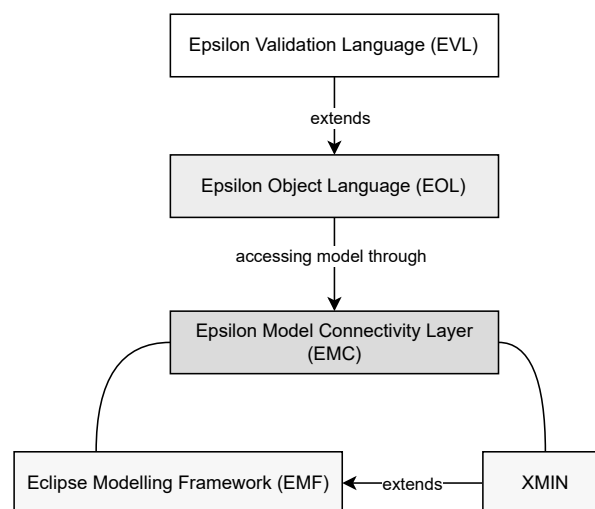 Epsilon Validation Language (EVL)
extends
Epsilon Object Language (EOL)
accessing model through
Epsilon Model Connectivity Layer
(EMC)
Eclipse Modelling Framework (EMF)
extends
XMIN